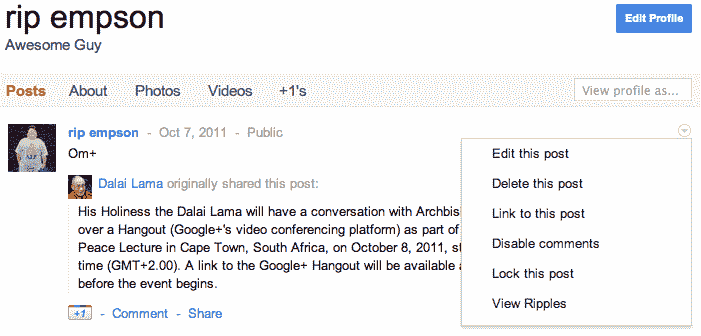 rip empson
Edit Profile
Awesome Guy
Posts About Photos Videos +1's
View profile as...
rip empson - Oct 7, 2011 - Public
Om+
Dalai Lama originally shared this post:
His Holiness the Dalai Lama will have a conversation with Archbis
over a Hangout (Google+'s video conferencing platform) as part of
Peace Lecture in Cape Town, South Africa, on October 8, 2011, st
time (GMT+2.00). A link to the Google+ Hangout will be available a
before the event begins.
+1 - Comment - Share
Edit this post
Delete this post
Link to this post
Disable comments
Lock this post
View Ripples